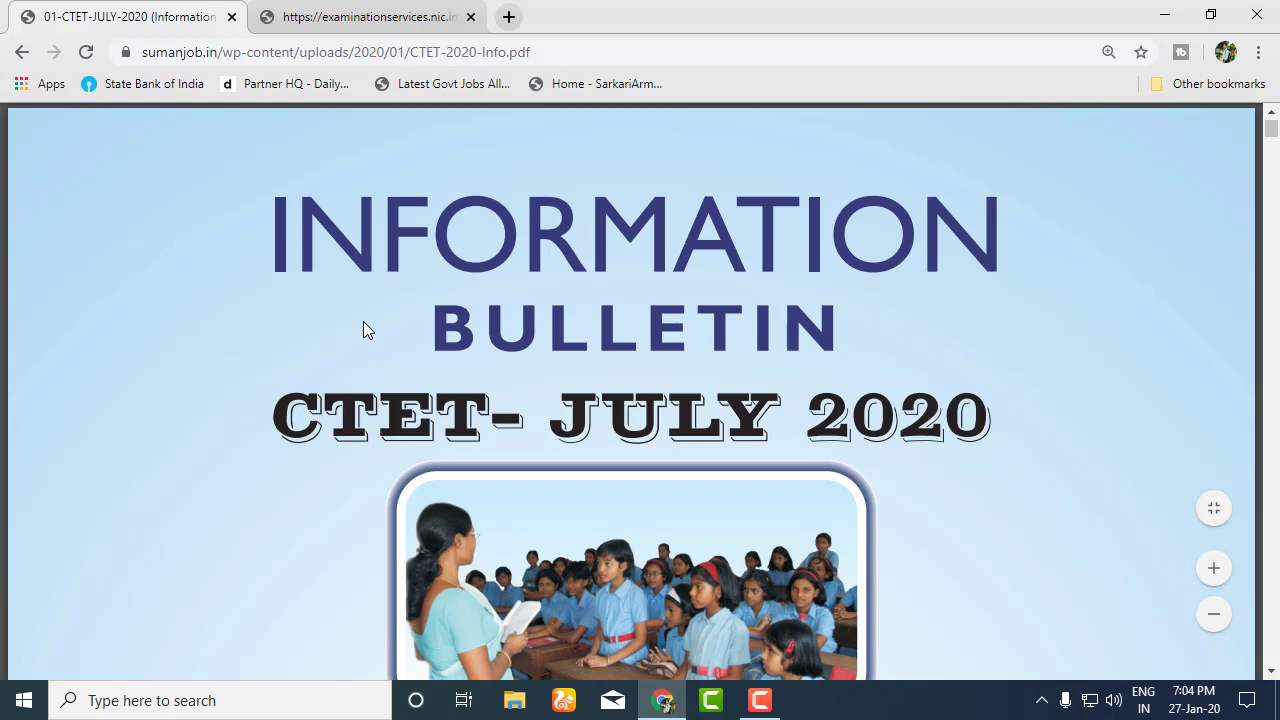 01-CTET-JULY-2020 (Information
https://examinationservices.nic.in
sumanjob.in/wp-content/uploads/2020/01/CTET-2020-Info.pdf
Apps
State Bank of India
d
Partner HQ - Daily...
Latest Govt Jobs All...
Home - SarkariArm...
Other bookmarks
INFORMATION
BULLETIN
CTET- JULY 2020
Type here to search
ENG
IN
7:04 PM
27-Jan-20